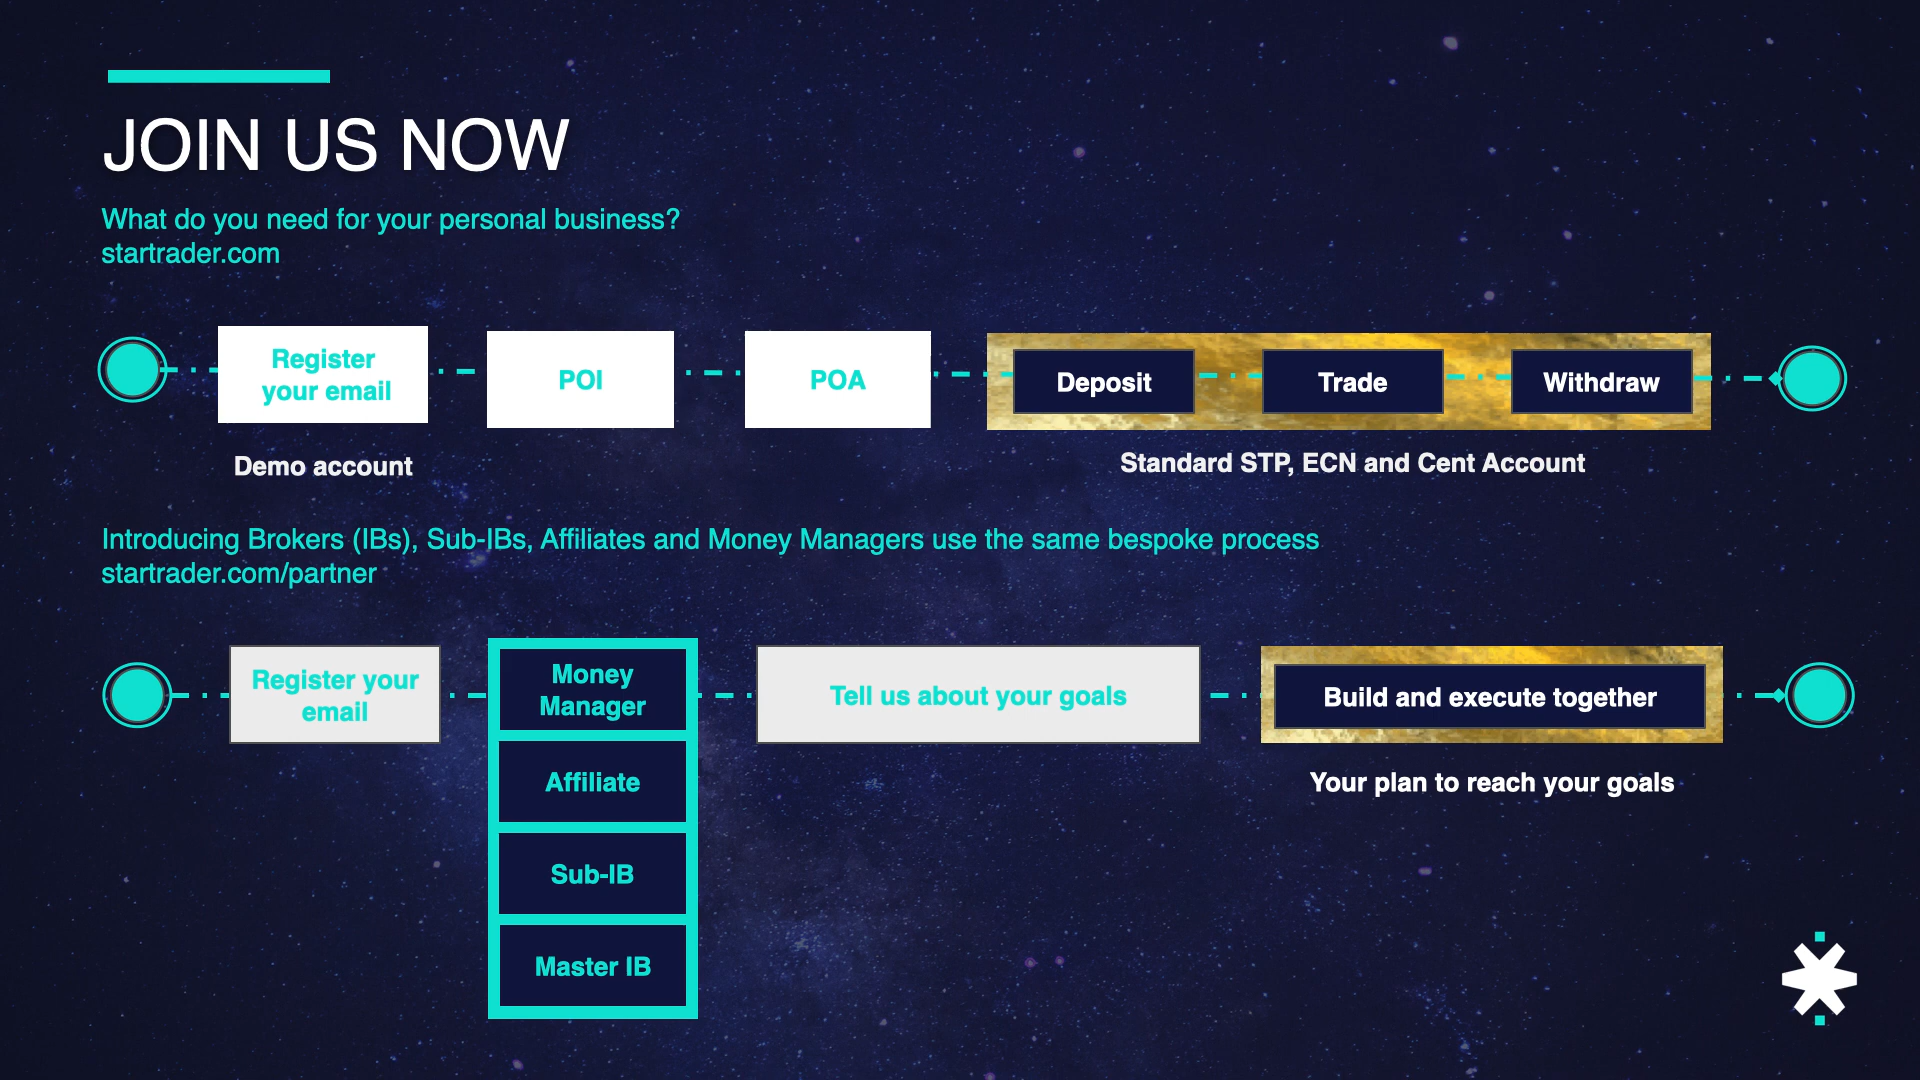 JOIN US NOW
What do you need for your personal business?
startrader.com
Register
your email
POI
POA
Deposit
Trade
Withdraw
Demo account
Standard STP, ECN and Cent Account
Introducing Brokers (IBs), Sub-IBs, Affiliates and Money Managers use the same bespoke process
startrader.com/partner
Register your
email
Money
Manager
Tell us about your goals
Build and execute together
Affiliate
Your plan to reach your goals
Sub-IB
Master IB